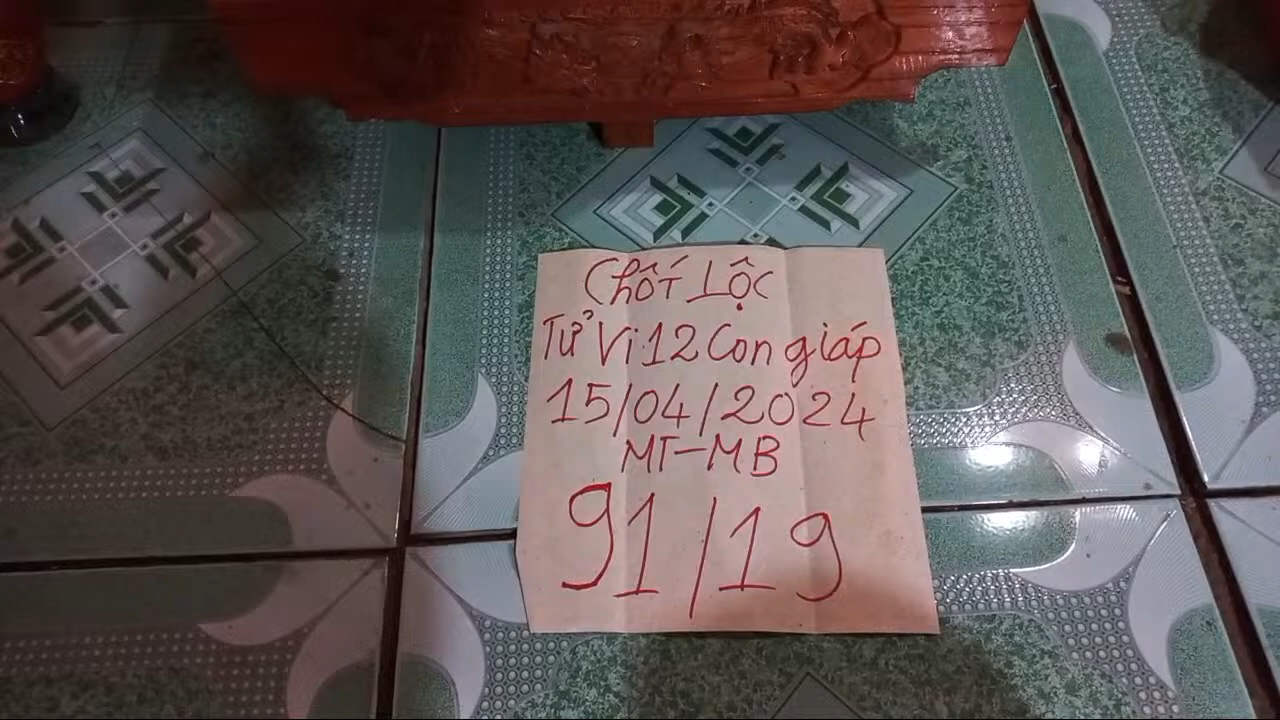 Chốt Lộc
Tử Vi 12 Con giáp
15/04/2024
MT-MB
91/19